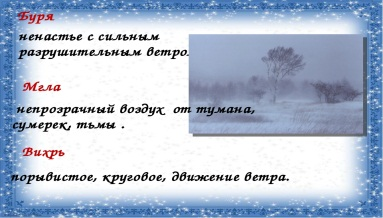 Буря
ненастье с сильным
разрушительным ветро
Мгла
непрозрачный воздух от тумана,
сумерек, тьмы .
Вихрь
порывистое, круговое, движение ветра.